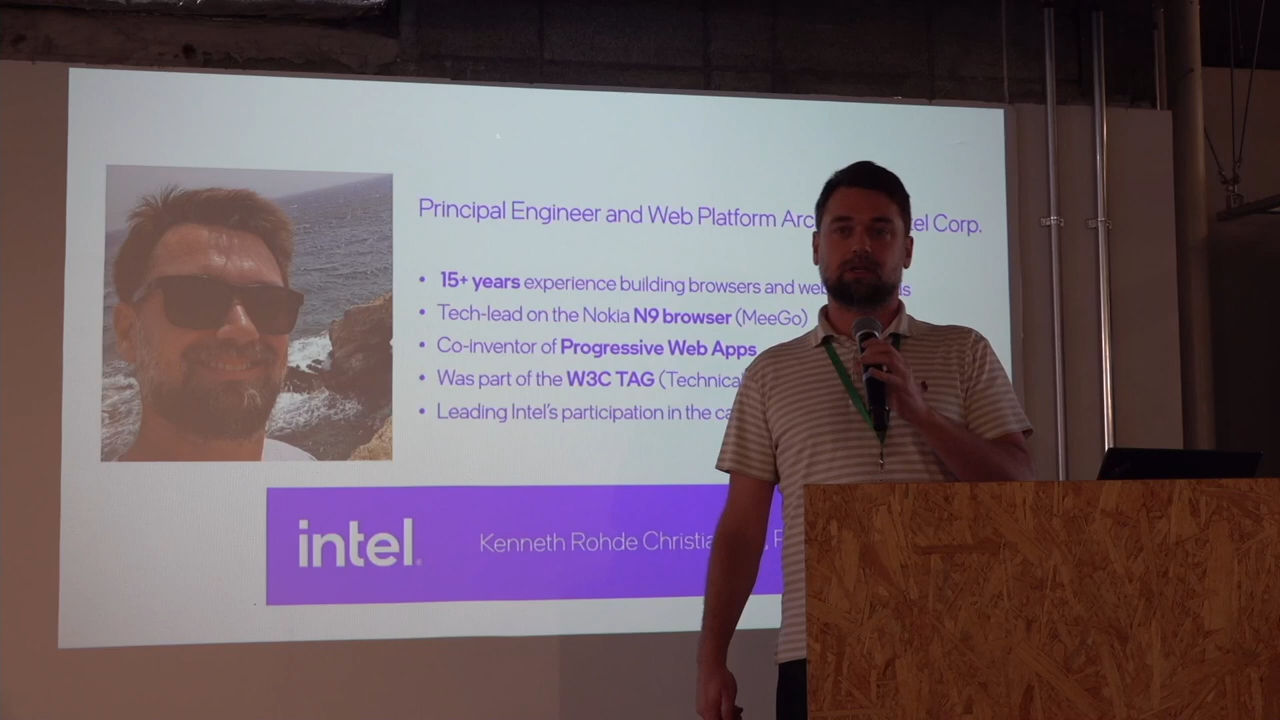 Principal Engineer and Web Platform Arc tel Corp.
• 15+ years experience building browsers and web
• Tech-lead on the Nokia N9 browser (MeeGo)
• Co-inventor of Progressive Web Apps
• Was part of the W3C TAG (Technica
• Leading Intel's participation in the ca
intel
Kenneth Rohde Christia